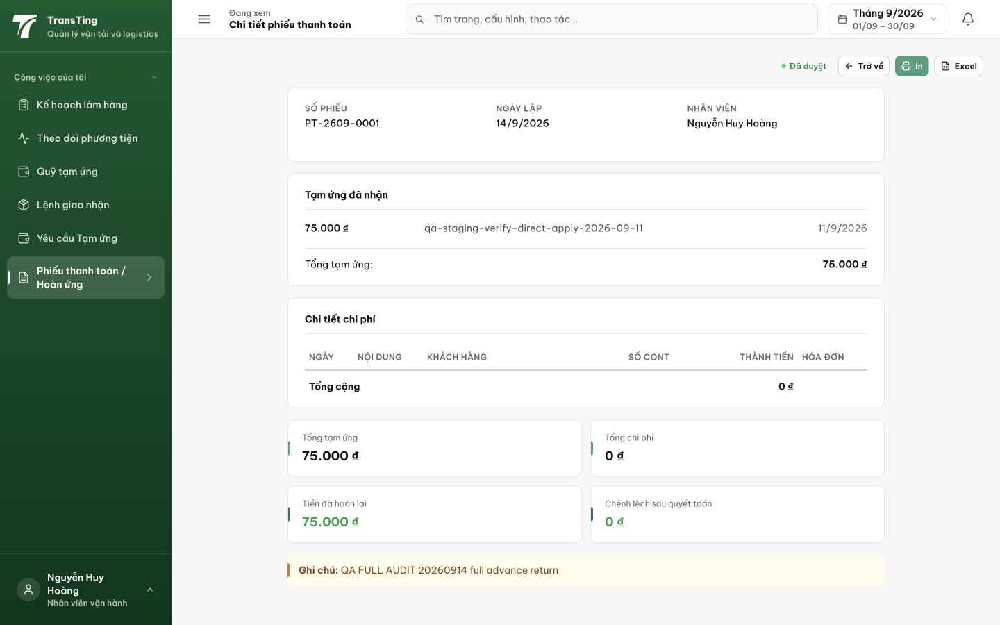 TransTing
Quản lý vận tải và logistics
Công việc của tôi
Kế hoạch làm hàng
Theo dõi phương tiện
Quỹ tạm ứng
Lệnh giao nhận
Yêu cầu Tạm ứng
Phiếu thanh toán /
Hoàn ứng
Nguyễn Huy
Hoàng
Nhân viên vận hành
Đang xem
Chi tiết phiếu thanh toán
Tìm trang, cấu hình, thao tác...
Tháng 9/2026
01/09 – 30/09
Đã duyệt
Trở về
In
Excel
SỐ PHIẾU
PT-2609-0001
NGÀY LẬP
14/9/2026
NHÂN VIÊN
Nguyễn Huy Hoàng
Tạm ứng đã nhận
75.000 ₫ qa-staging-verify-direct-apply-2026-09-11 11/9/2026
Tổng tạm ứng: 75.000 ₫
Chi tiết chi phí
NGÀY NỘI DUNG KHÁCH HÀNG SỐ CONT THÀNH TIỀN HÓA ĐƠN
Tổng cộng 0 ₫
Tổng tạm ứng
75.000 ₫
Tổng chi phí
0 ₫
Tiền đã hoàn lại
75.000 ₫
Chênh lệch sau quyết toán
0 ₫
Ghi chú: QA FULL AUDIT 20260914 full advance return